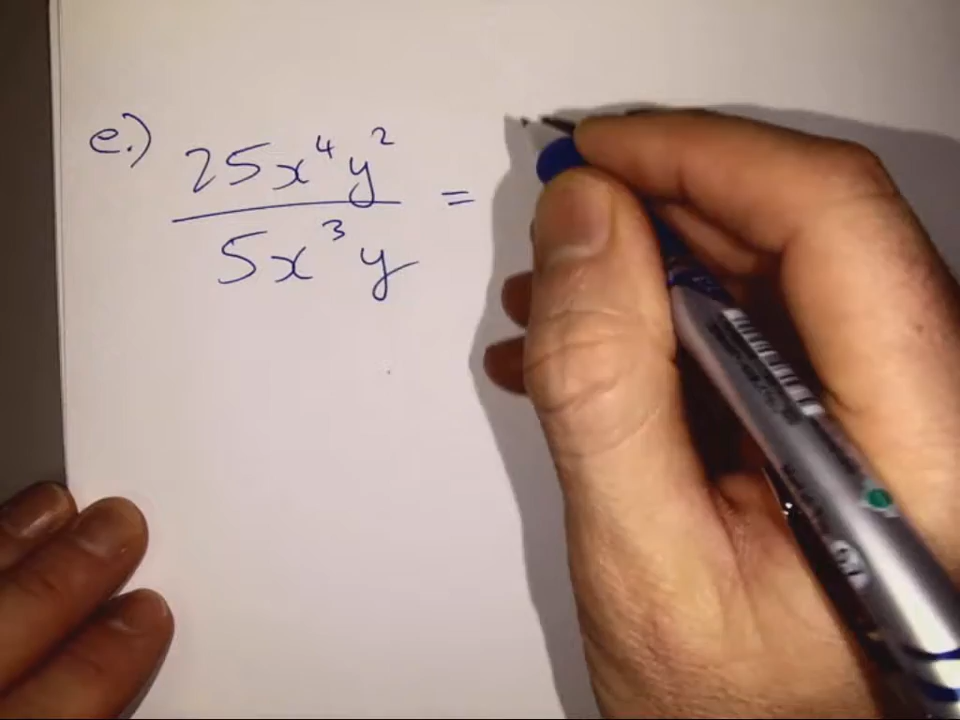 e.) 25x⁴y² / 5x³y =